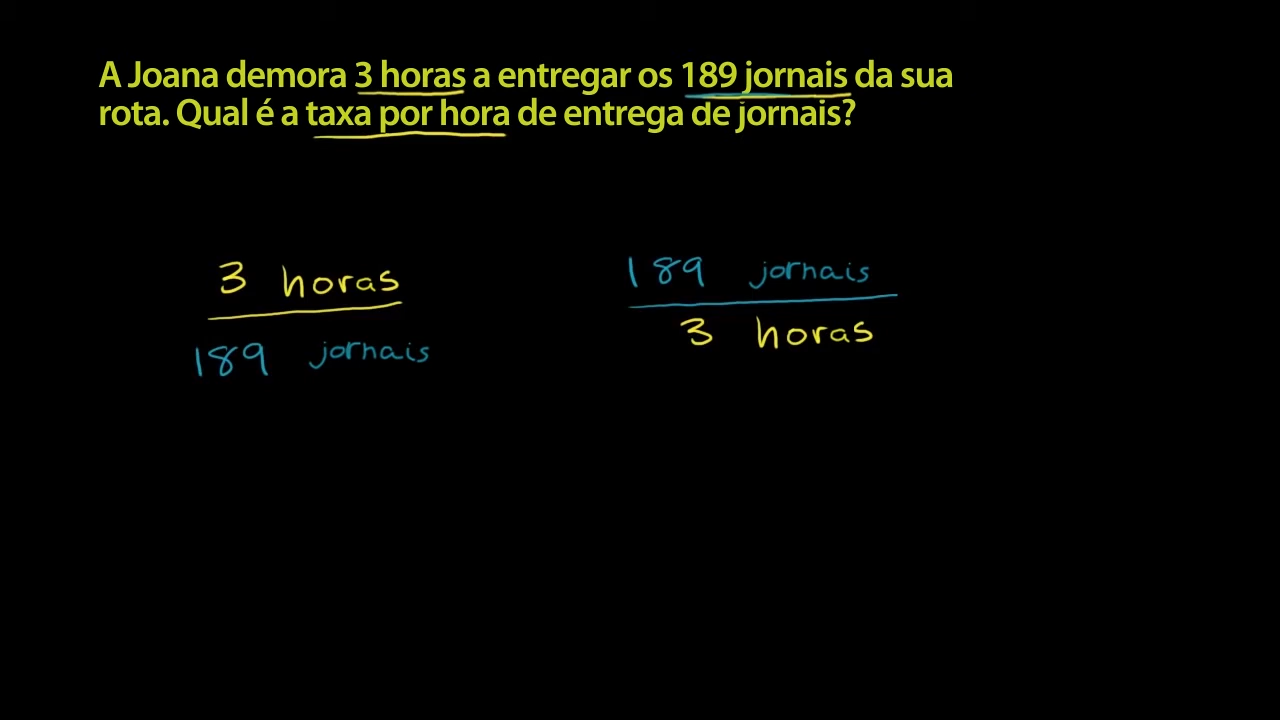 A Joana demora 3 horas a entregar os 189 jornais da sua
rota. Qual é a taxa por hora de entrega de jornais?
3 horas
189 jornais
189 jornais
3 horas